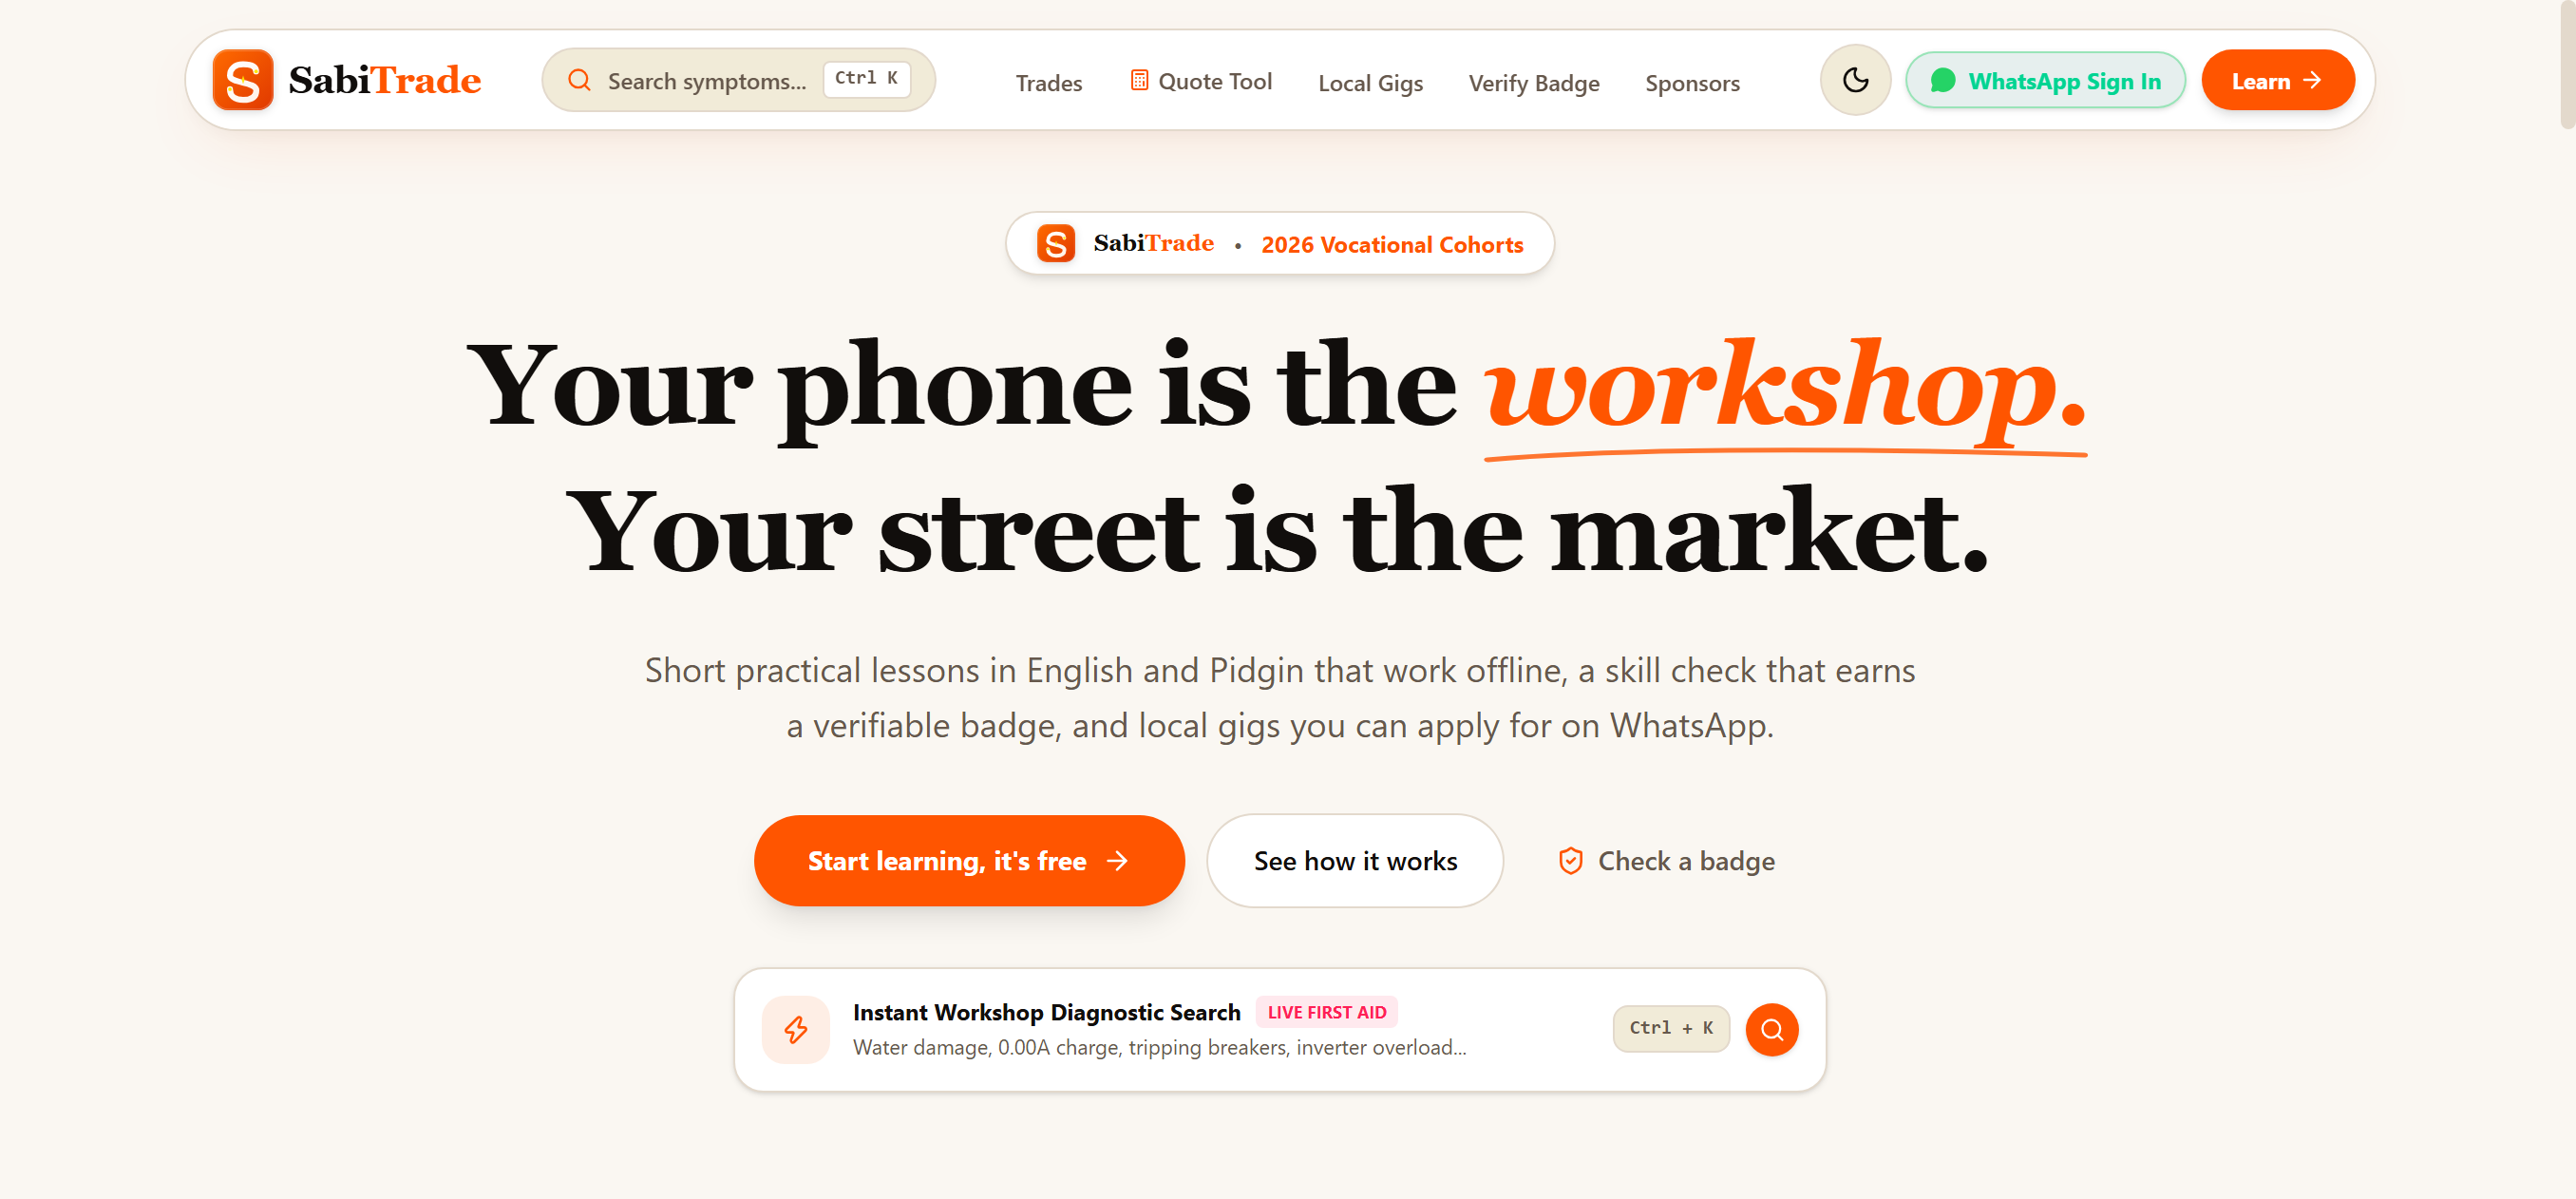 SabiTrade
Search symptoms... Ctrl K
Trades
Quote Tool
Local Gigs
Verify Badge
Sponsors
WhatsApp Sign In
Learn →
SabiTrade • 2026 Vocational Cohorts
Your phone is the workshop.
Your street is the market.
Short practical lessons in English and Pidgin that work offline, a skill check that earns
a verifiable badge, and local gigs you can apply for on WhatsApp.
Start learning, it's free →
See how it works
Check a badge
Instant Workshop Diagnostic Search LIVE FIRST AID
Water damage, 0.00A charge, tripping breakers, inverter overload...
Ctrl + K